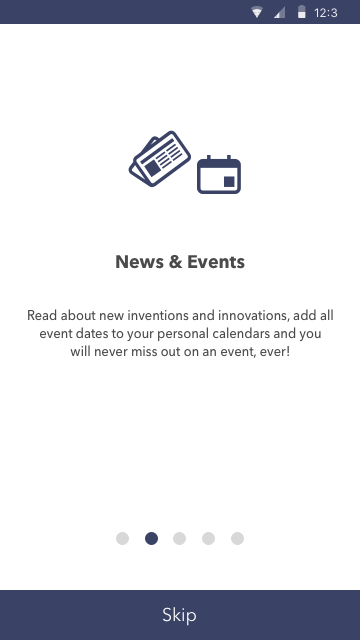 12:3
News & Events
Read about new inventions and innovations, add all
event dates to your personal calendars and you
will never miss out on an event, ever!
Skip